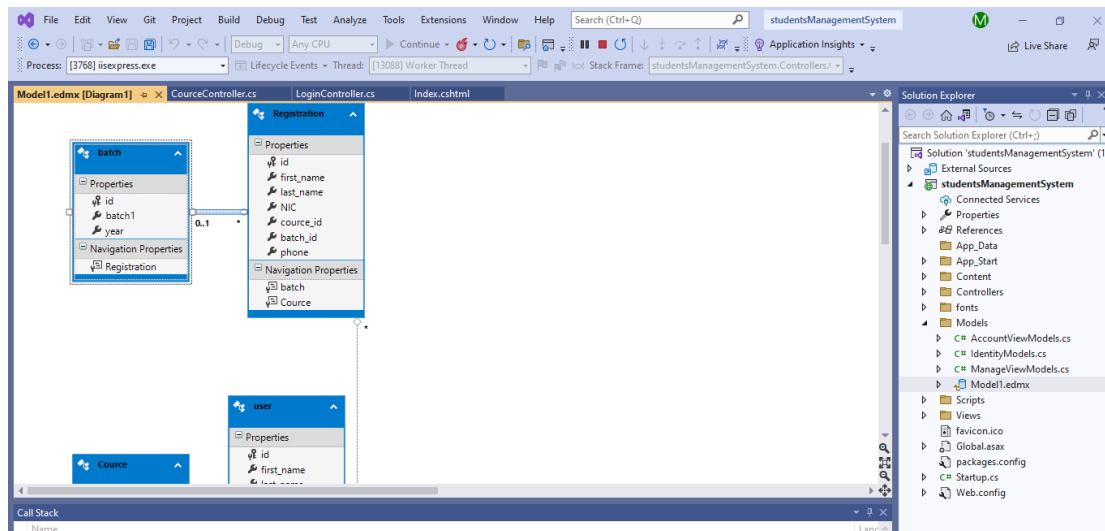 File Edit View Git Project Build Debug Test Analyze Tools Extensions Window Help Search (Ctrl+Q) studentsManagementSystem M
Debug Any CPU Continue Application Insights Live Share
Process: [3768] iisexpress.exe Lifecycle Events Thread: [13088] Worker Thread Stack Frame: studentsManagementSystem.Controllers.
Model1.edmx [Diagram1] CourceController.cs LoginController.cs Index.cshtml
Registration
Properties
id
first_name
last_name
NIC
cource_id
batch_id
phone
Navigation Properties
batch
Cource
batch
Properties
id
batch1
year
Navigation Properties
Registration
0..1 *
*
user
Properties
id
first_name
Cource
Call Stack
Name
Solution Explorer
Search Solution Explorer (Ctrl+;)
Solution 'studentsManagementSystem' (1
External Sources
studentsManagementSystem
Connected Services
Properties
References
App_Data
App_Start
Content
Controllers
fonts
Models
C# AccountViewModels.cs
C# IdentityModels.cs
C# ManageViewModels.cs
Model1.edmx
Scripts
Views
favicon.ico
Global.asax
packages.config
C# Startup.cs
Web.config